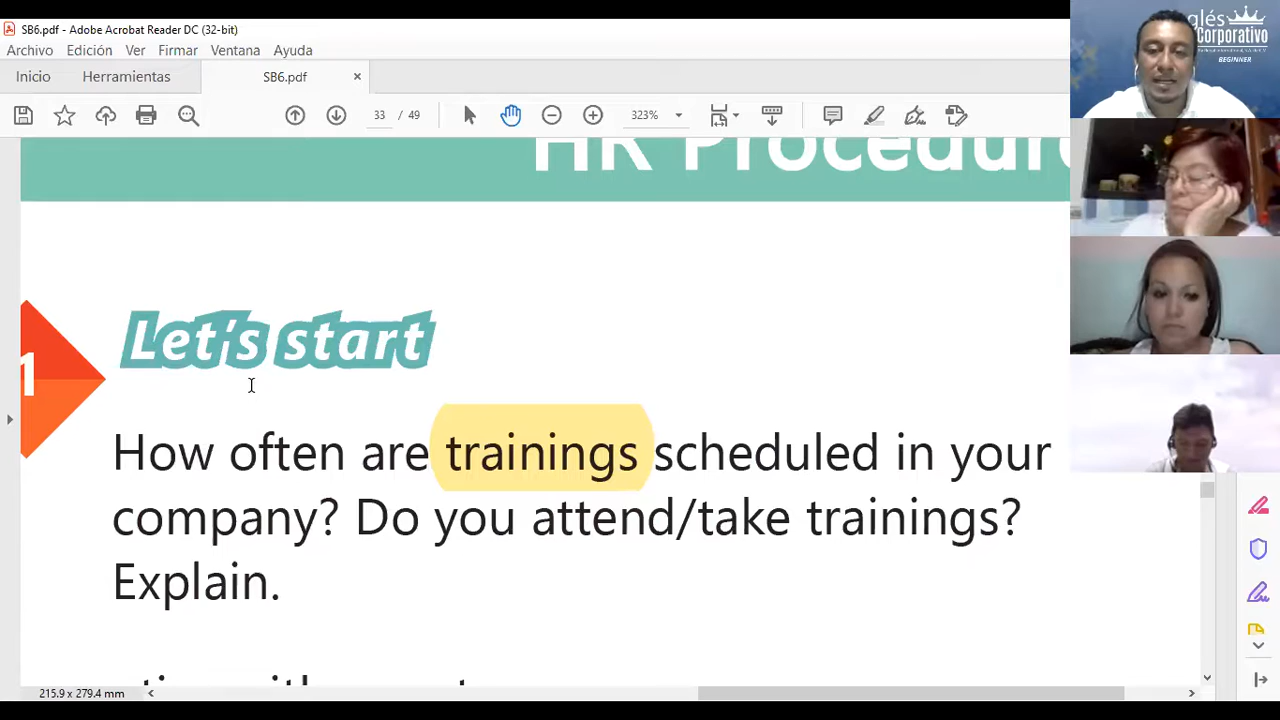 SB6.pdf - Adobe Acrobat Reader DC (32-bit)
Archivo Edición Ver Firmar Ventana Ayuda
Inicio Herramientas SB6.pdf ×
33 / 49 323%
HR Procedur
Let's start
1
How often are trainings scheduled in your
company? Do you attend/take trainings?
Explain.
215.9 x 279.4 mm
glés
Corporativo
BEGINNER